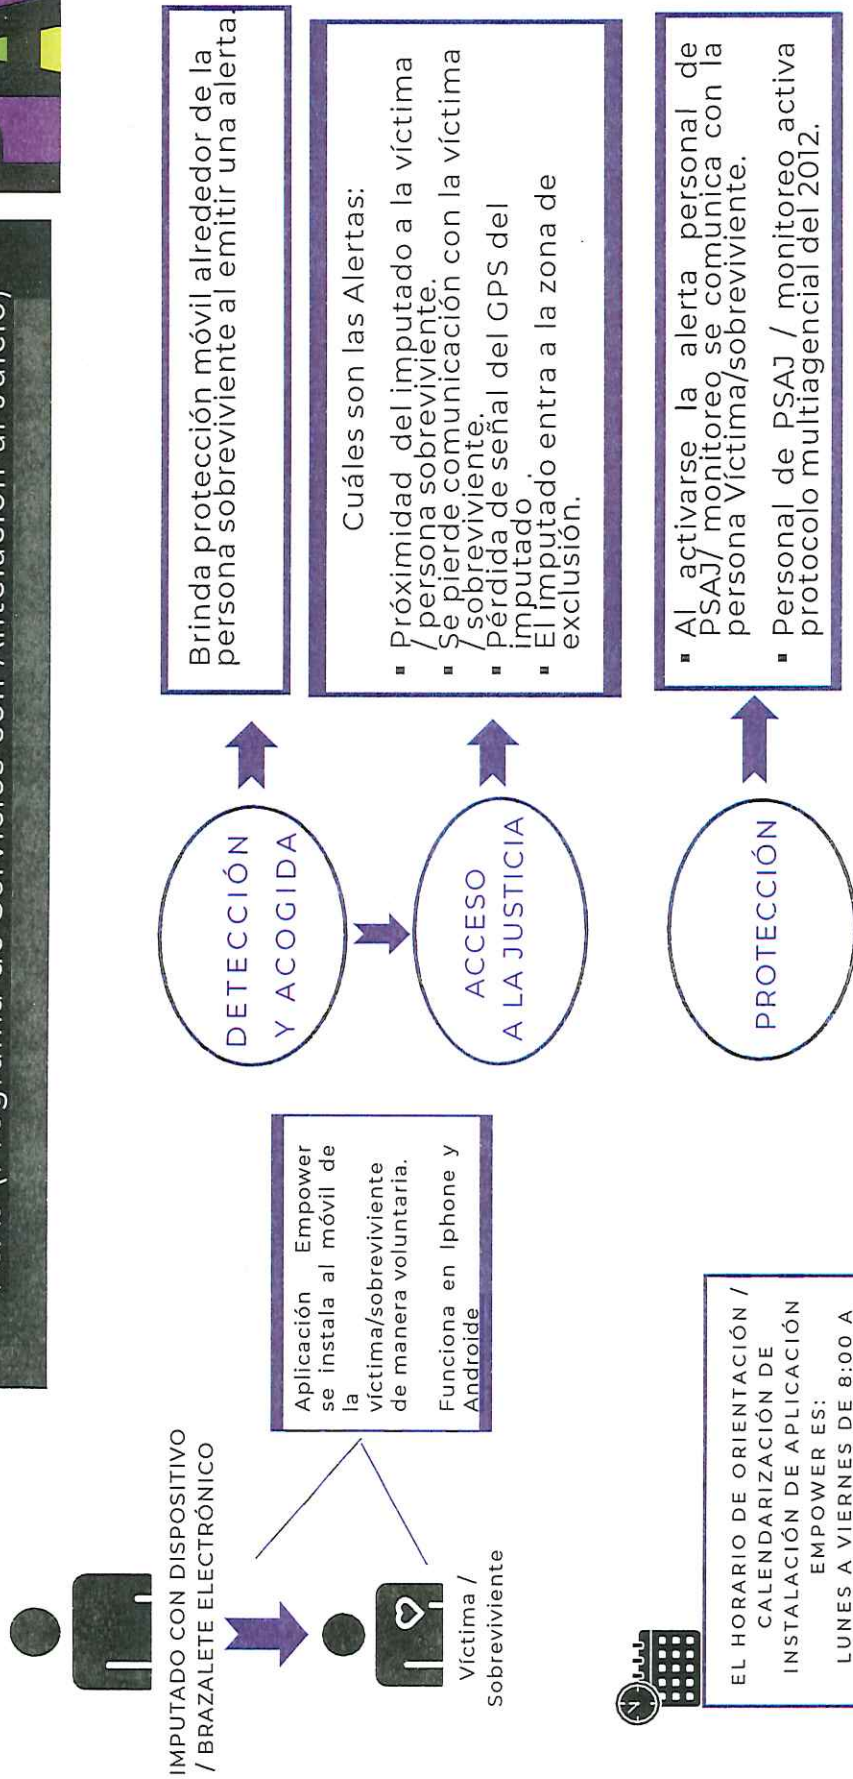 IMPUTADO CON DISPOSITIVO
/ BRAZALETE ELECTRÓNICO
Víctima /
Sobreviviente
Aplicación Empower
se instala al móvil de
la
víctima/sobreviviente
de manera voluntaria.
Funciona en Iphone y
Androide
DETECCIÓN
Y ACOGIDA
Brinda protección móvil alrededor de la
persona sobreviviente al emitir una alerta.
ACCESO
A LA JUSTICIA
Cuáles son las Alertas:
▪ Próximidad del imputado a la víctima
/ persona sobreviviente.
▪ Se pierde comunicación con la víctima
/ sobreviviente.
▪ Pérdida de señal del GPS del
imputado .
▪ El imputado entra a la zona de
exclusión.
PROTECCIÓN
▪ Al activarse la alerta personal de
PSAJ/ monitoreo se comunica con la
persona Víctima/sobreviviente.
▪ Personal de PSAJ / monitoreo activa
protocolo multiagencial del 2012.
EL HORARIO DE ORIENTACIÓN /
CALENDARIZACIÓN DE
INSTALACIÓN DE APLICACIÓN
EMPOWER ES:
LUNES A VIERNES DE 8:00 A